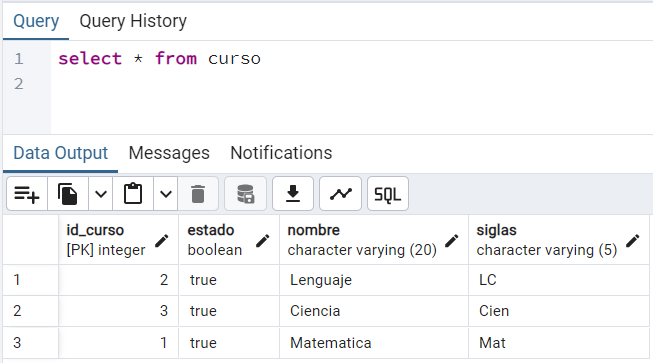 Query Query History
1 select * from curso
2
Data Output Messages Notifications
SQL
id_curso estado nombre siglas
[PK] integer boolean character varying (20) character varying (5)
1 2 true Lenguaje LC
2 3 true Ciencia Cien
3 1 true Matematica Mat